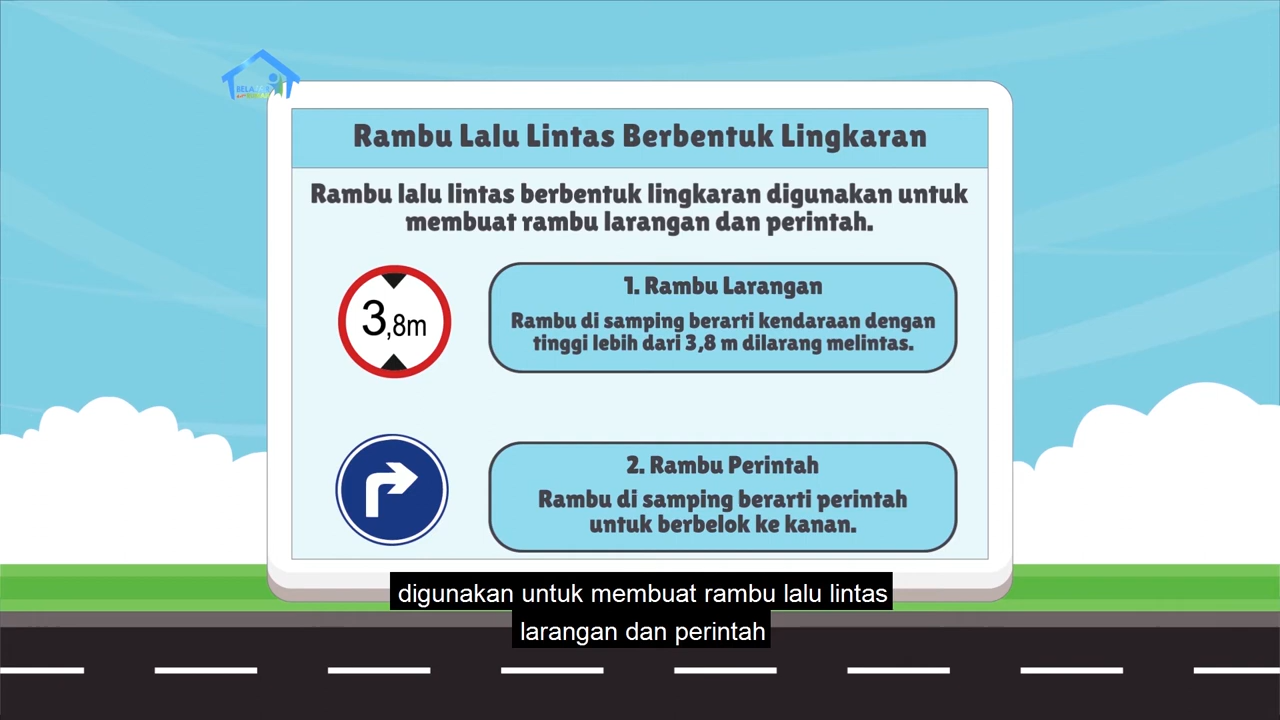 BELAJAR
Rambu Lalu Lintas Berbentuk Lingkaran
Rambu lalu lintas berbentuk lingkaran digunakan untuk
membuat rambu larangan dan perintah.
3,8m
1. Rambu Larangan
Rambu di samping berarti kendaraan dengan
tinggi lebih dari 3,8 m dilarang melintas.
2. Rambu Perintah
Rambu di samping berarti perintah
untuk berbelok ke kanan.
digunakan untuk membuat rambu lalu lintas
larangan dan perintah